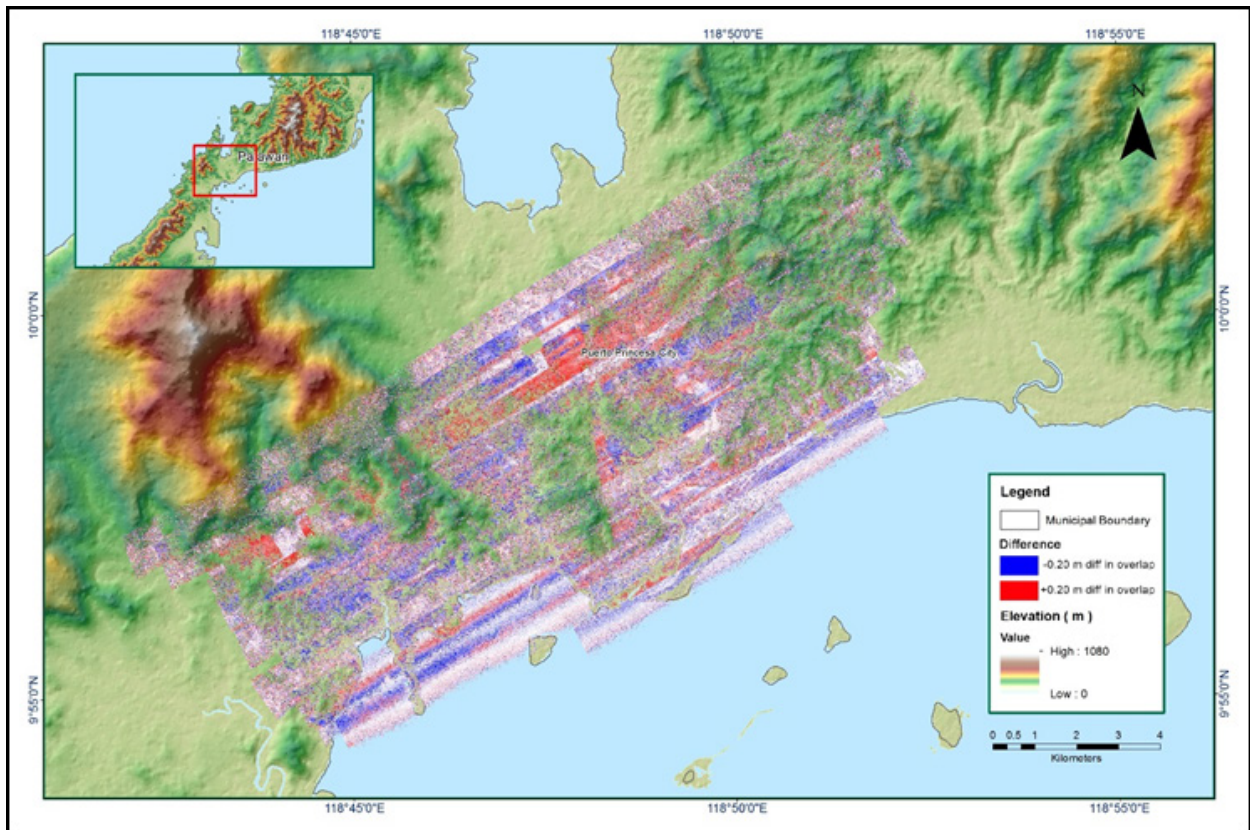 118°45'0"E
118°50'0"E
118°55'0"E
N
Palawan
10°0'0"N
10°0'0"N
Puerto Princesa City
Legend
Municipal Boundary
Difference
-0.20 m diff in overlap
+0.20 m diff in overlap
Elevation ( m )
Value
High : 1080
Low : 0
9°55'0"N
9°55'0"N
0 0.5 1 2 3 4
Kilometers
118°45'0"E
118°50'0"E
118°55'0"E